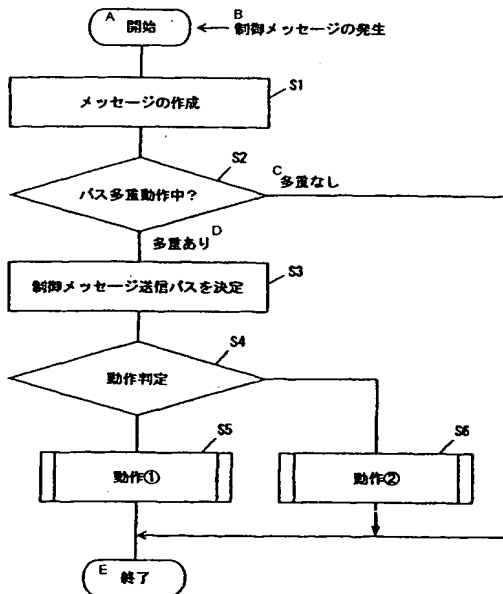 A 開始
B 制御メッセージの発生
メッセージの作成
S1
パス多重動作中?
S2
C 多重なし
多重あり D
制御メッセージ送信パスを決定
S3
動作判定
S4
動作①
S5
動作②
S6
E 終了